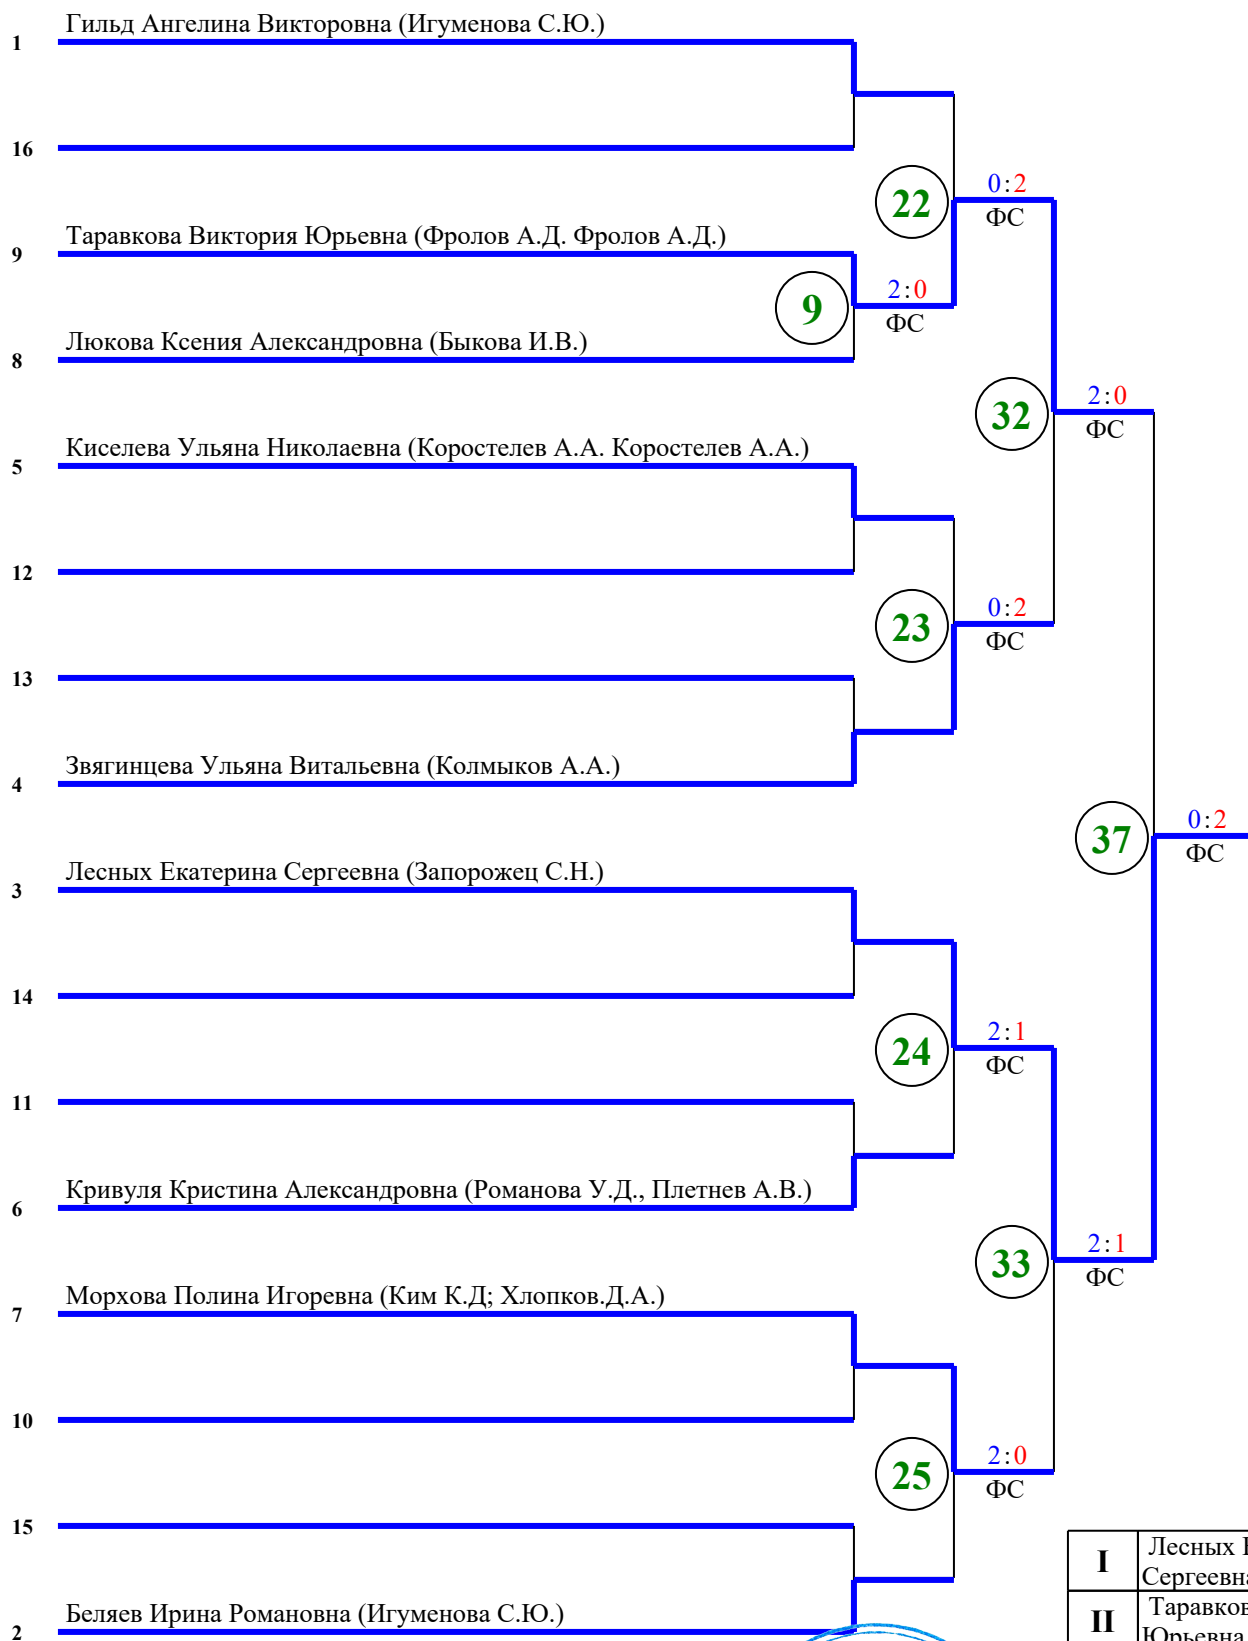 Гильд Ангелина Викторовна (Игуменова С.Ю.)
1
16
22
0:2
ФС
Таравкова Виктория Юрьевна (Фролов А.Д. Фролов А.Д.)
9
9
2:0
ФС
Люкова Ксения Александровна (Быкова И.В.)
8
32
2:0
ФС
Киселева Ульяна Николаевна (Коростелев А.А. Коростелев А.А.)
5
12
23
0:2
ФС
13
Звягинцева Ульяна Витальевна (Колмыков А.А.)
4
37
0:2
ФС
Лесных Екатерина Сергеевна (Запорожец С.Н.)
3
14
24
2:1
ФС
11
Кривуля Кристина Александровна (Романова У.Д., Плетнев А.В.)
6
33
2:1
ФС
Морхова Полина Игоревна (Ким К.Д; Хлопков.Д.А.)
7
10
25
2:0
ФС
15
I
Лесных
Сергеевна
II
Таравков
Юрьевна
Беляев Ирина Романовна (Игуменова С.Ю.)
2